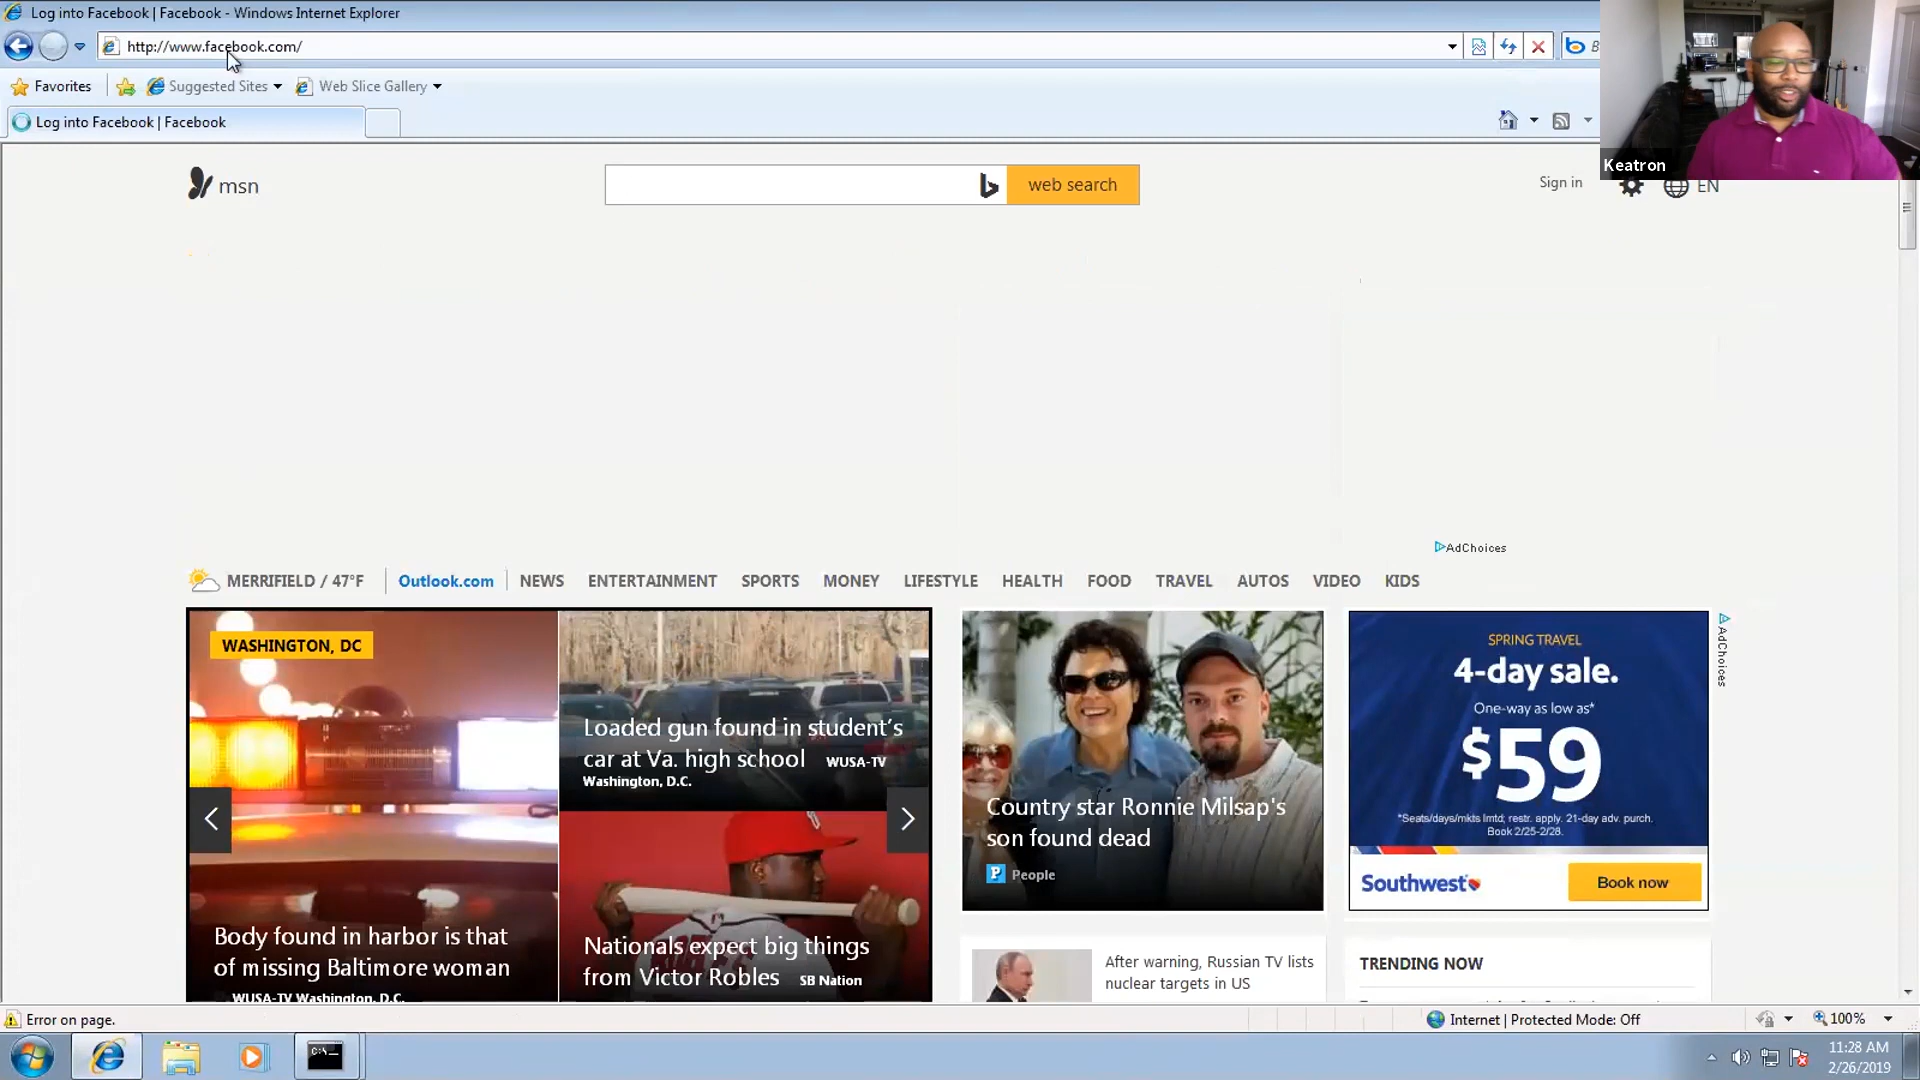 Log into Facebook | Facebook - Windows Internet Explorer
http://www.facebook.com/
B
Favorites
Suggested Sites
Web Slice Gallery
Log into Facebook | Facebook
Keatron
msn
web search
Sign in
EN
AdChoices
MERRIFIELD / 47°F
Outlook.com
NEWS
ENTERTAINMENT
SPORTS
MONEY
LIFESTYLE
HEALTH
FOOD
TRAVEL
AUTOS
VIDEO
KIDS
WASHINGTON, DC
Body found in harbor is that
of missing Baltimore woman
WUSA-TV Washington, D.C.
Loaded gun found in student's
car at Va. high school WUSA-TV
Washington, D.C.
Nationals expect big things
from Victor Robles SB Nation
Country star Ronnie Milsap's
son found dead
People
After warning, Russian TV lists
nuclear targets in US
SPRING TRAVEL
4-day sale.
One-way as low as*
$59
*Seats/days/mkts lmtd; restr. apply. 21-day adv. purch.
Book 2/25-2/28.
Southwest
Book now
AdChoices
TRENDING NOW
Error on page.
Internet | Protected Mode: Off
100%
C:\_
11:28 AM
2/26/2019